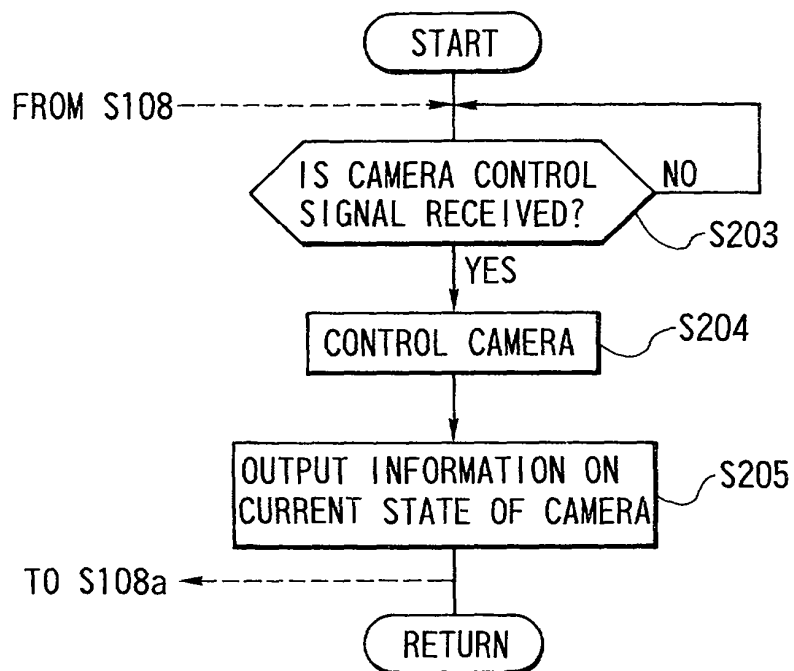 START
FROM S108
IS CAMERA CONTROL
SIGNAL RECEIVED?
NO
S203
YES
CONTROL CAMERA
S204
OUTPUT INFORMATION ON
CURRENT STATE OF CAMERA
S205
TO S108a
RETURN